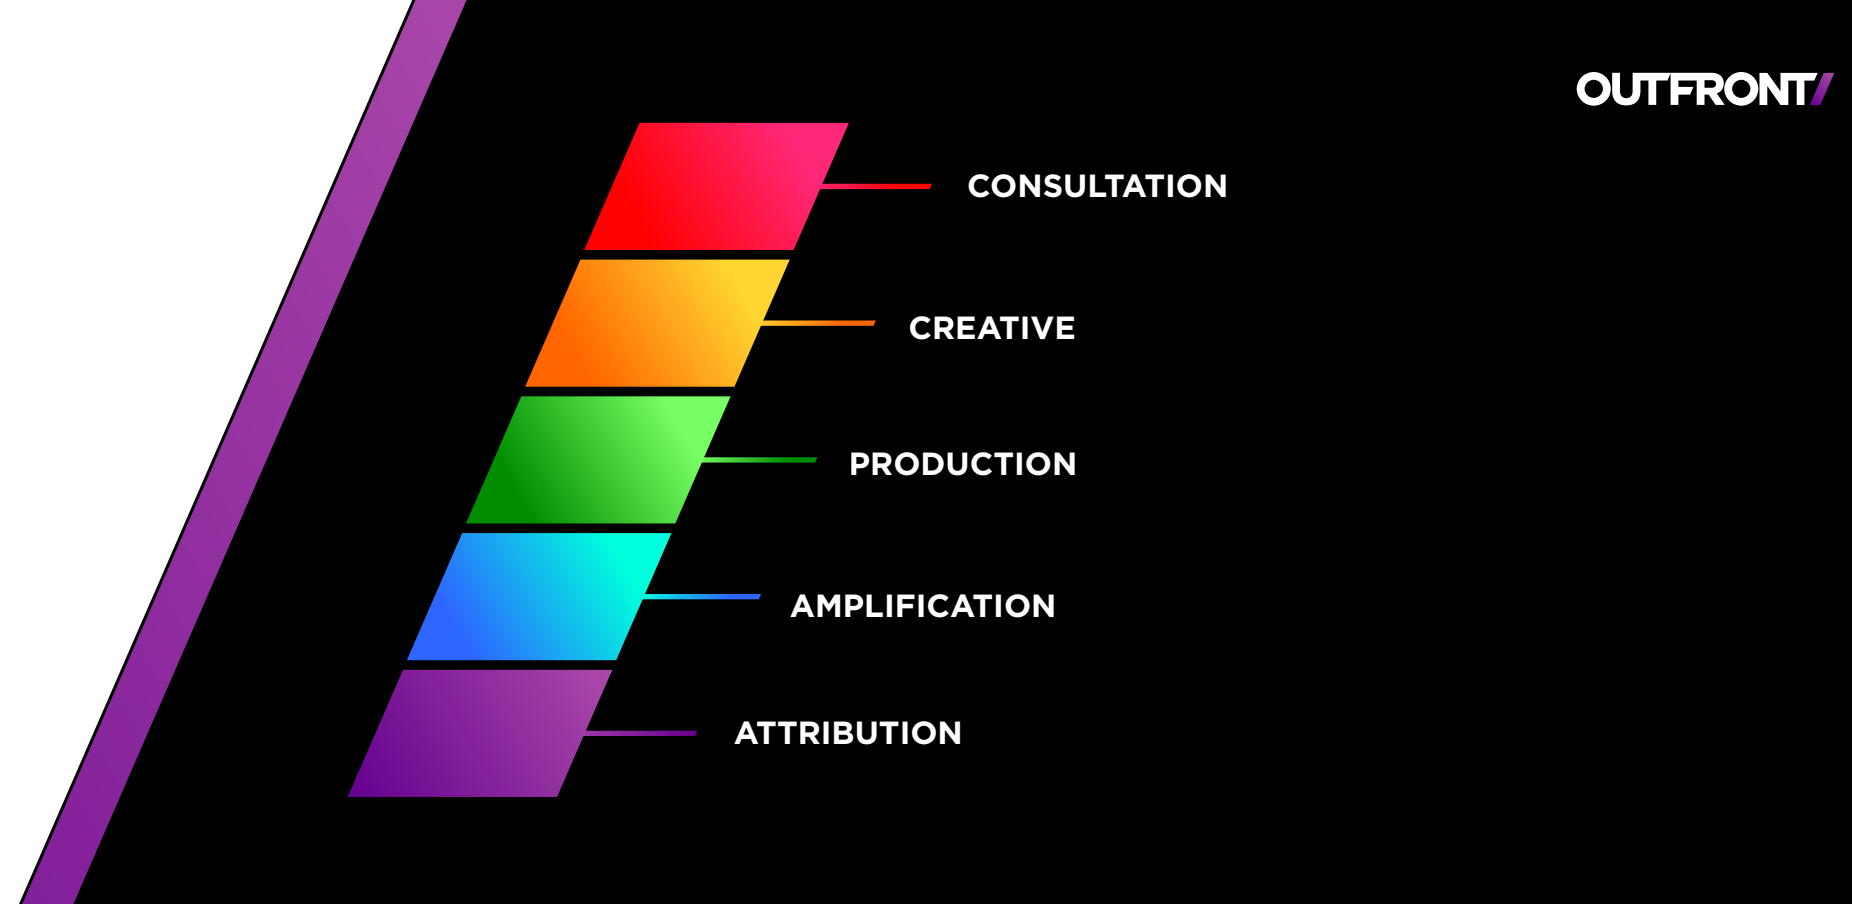 OUTFRONT/
CONSULTATION
CREATIVE
PRODUCTION
AMPLIFICATION
ATTRIBUTION